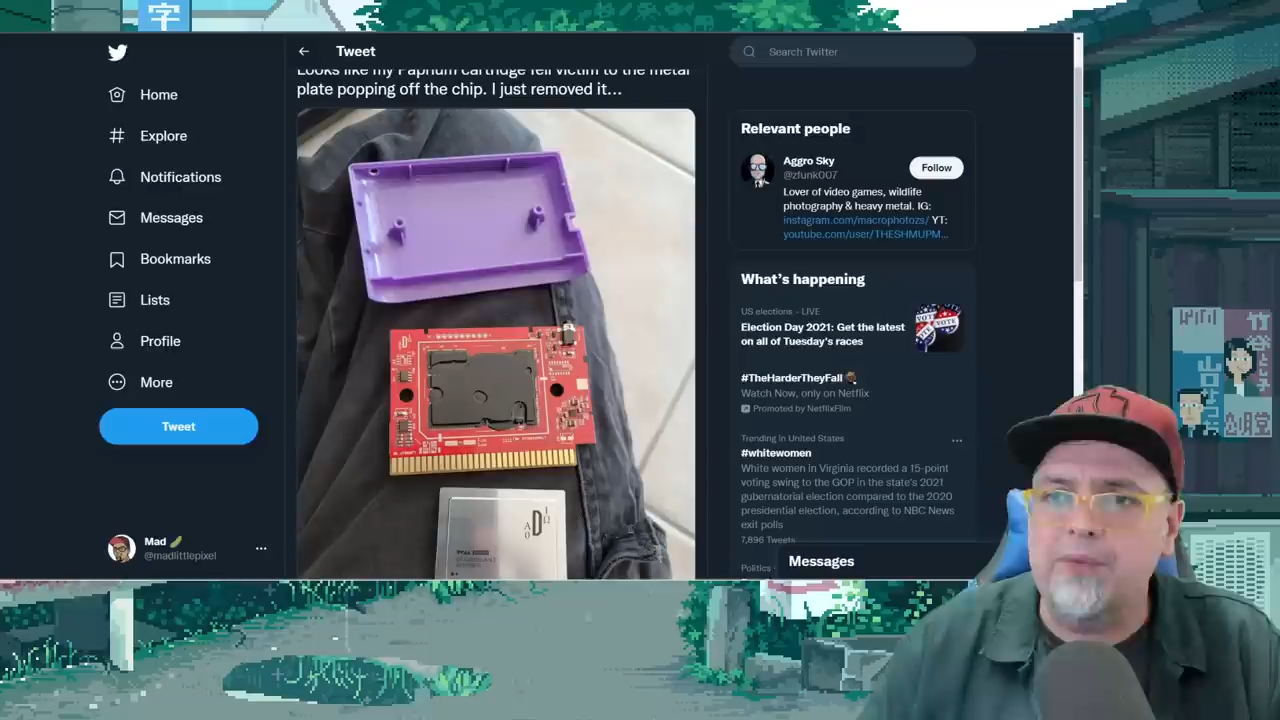 字
Home
Explore
Notifications
Messages
Bookmarks
Lists
Profile
More
Tweet
Mad
@madlittlepixel
Tweet
Looks like my Paprium cartridge fell victim to the metal
plate popping off the chip. I just removed it...
D
Search Twitter
Relevant people
Aggro Sky
@zfunk007
Follow
Lover of video games, wildlife
photography & heavy metal. IG:
instagram.com/macrophotozs/ YT:
youtube.com/user/THESHMUPM...
What's happening
US elections · LIVE
Election Day 2021: Get the latest
on all of Tuesday's races
VOTE
VOTE
#TheHarderTheyFall
Watch Now, only on Netflix
Promoted by NetflixFilm
Trending in United States
#whitewomen
White women in Virginia recorded a 15-point
voting swing to the GOP in the state's 2021
gubernatorial election compared to the 2020
presidential election, according to NBC News
exit polls
7,896 Tweets
Politics ·
Messages